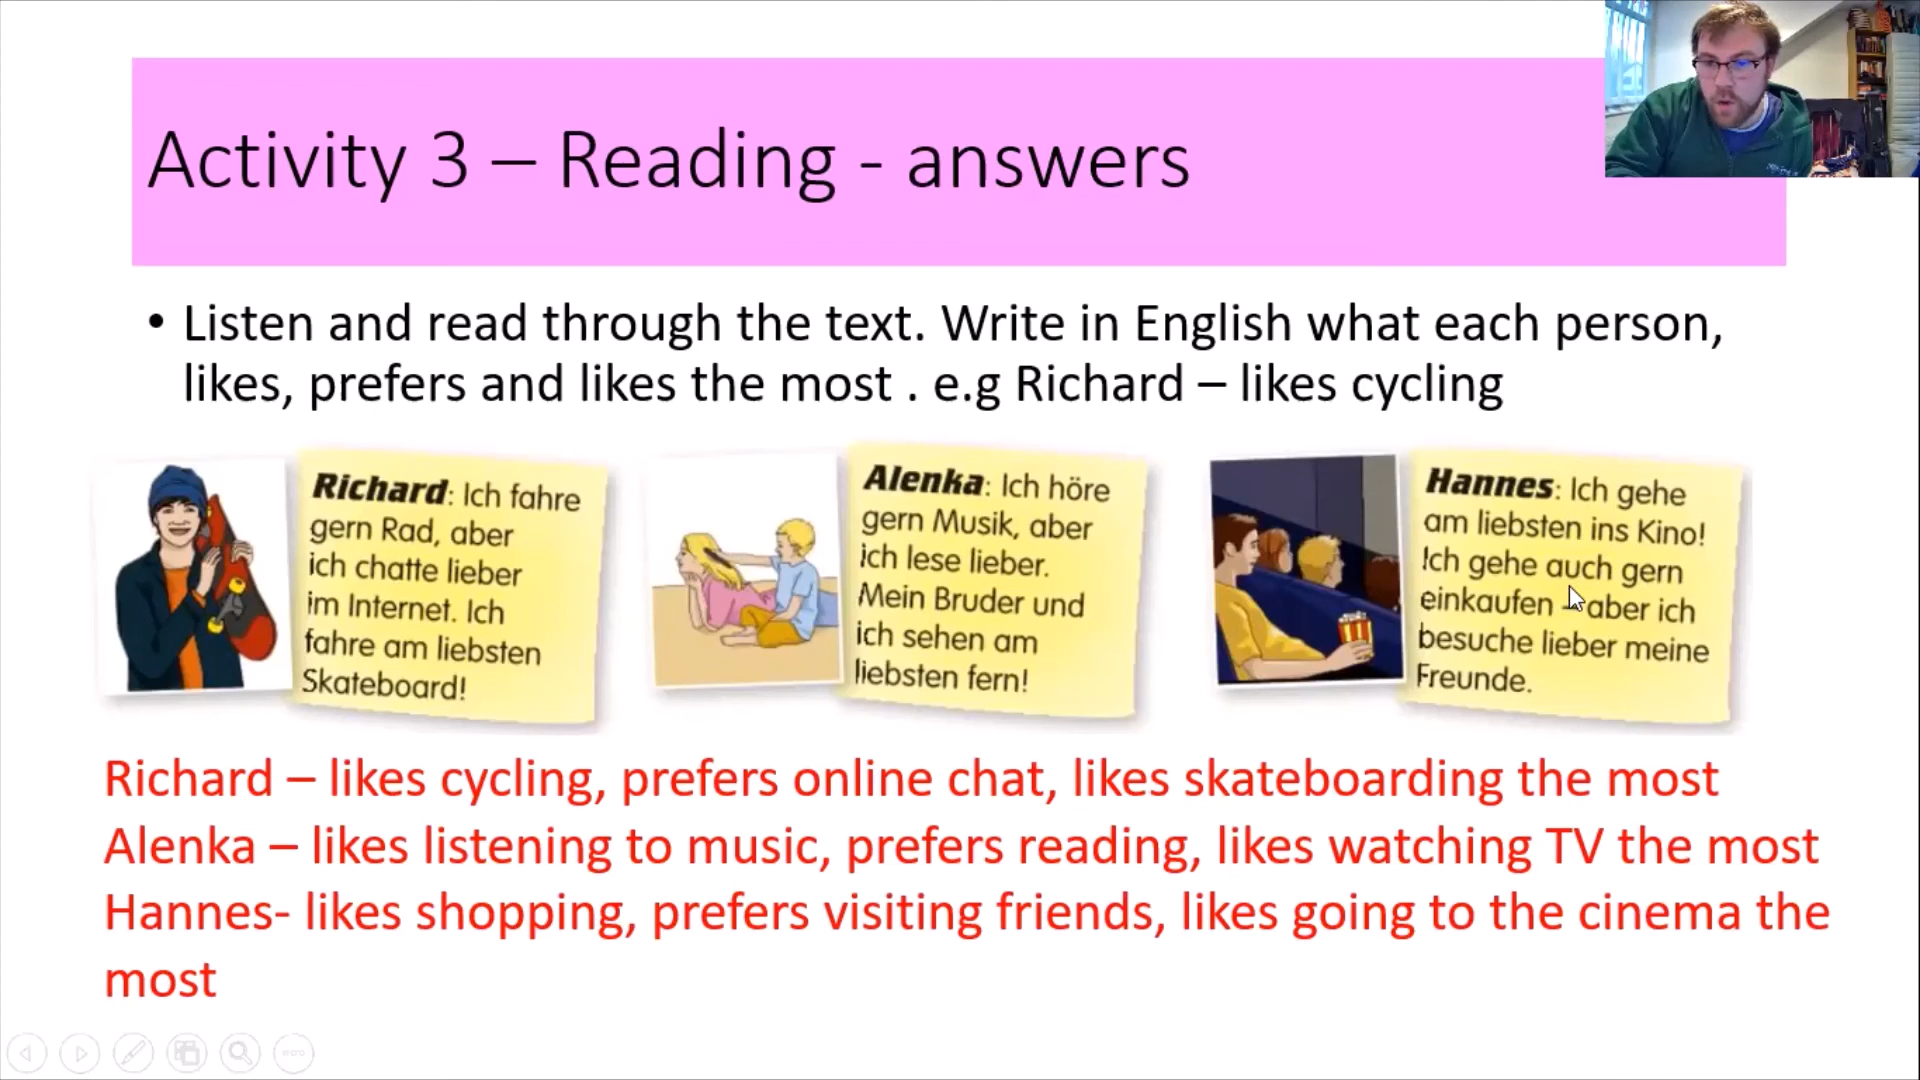 Activity 3 – Reading - answers
• Listen and read through the text. Write in English what each person,
likes, prefers and likes the most . e.g Richard – likes cycling
Richard: Ich fahre
gern Rad, aber
ich chatte lieber
im Internet. Ich
fahre am liebsten
Skateboard!
Alenka: Ich höre
gern Musik, aber
ich lese lieber.
Mein Bruder und
ich sehen am
liebsten fern!
Hannes: Ich gehe
am liebsten ins Kino!
Ich gehe auch gern
einkaufen – aber ich
besuche lieber meine
Freunde.
Richard – likes cycling, prefers online chat, likes skateboarding the most
Alenka – likes listening to music, prefers reading, likes watching TV the most
Hannes- likes shopping, prefers visiting friends, likes going to the cinema the
most